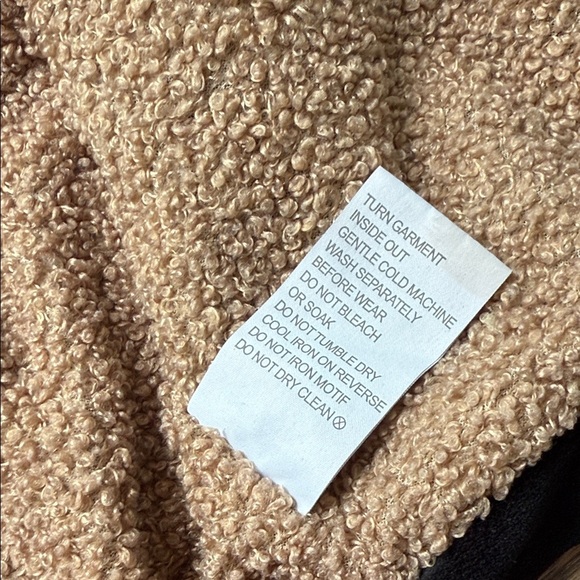 TURN GARMENT
INSIDE OUT
GENTLE COLD MACHINE
WASH SEPARATELY
BEFORE WEAR
DO NOT BLEACH
OR SOAK
DO NOT TUMBLE DRY
COOL IRON ON REVERSE
DO NOT IRON MOTIF
DO NOT DRY CLEAN